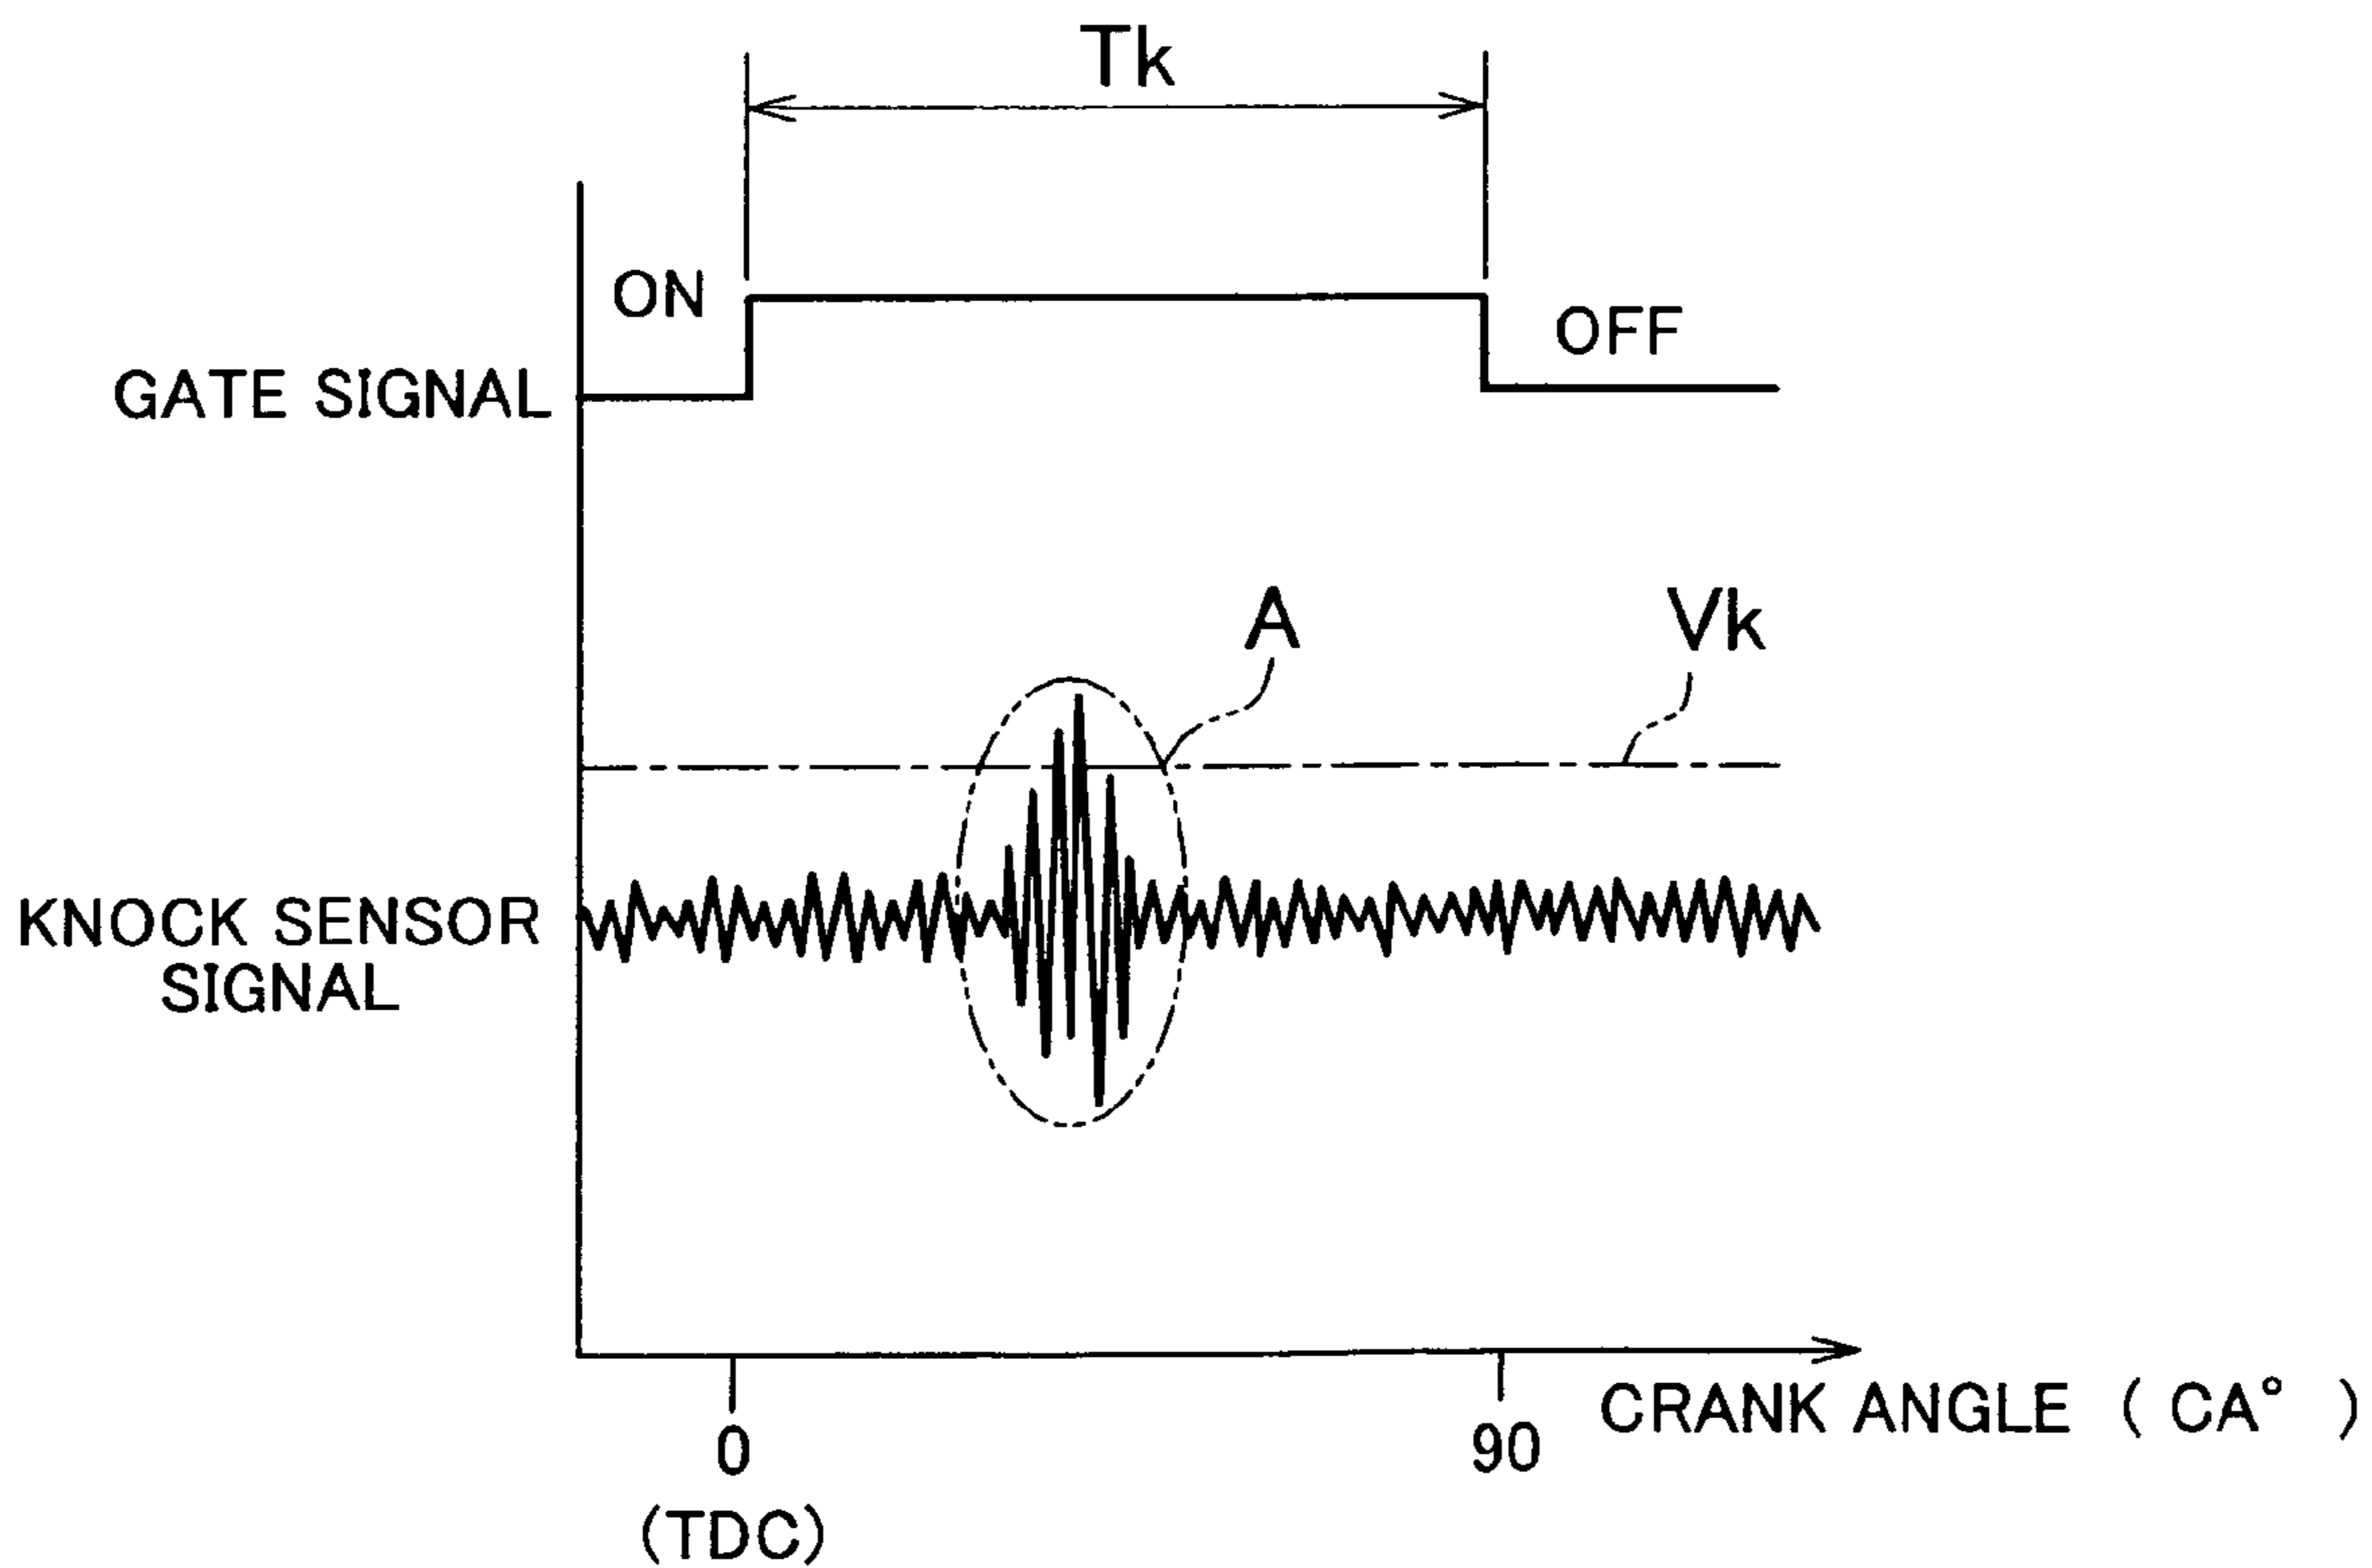 Tk
ON
OFF
GATE SIGNAL
A
Vk
KNOCK SENSOR
SIGNAL
CRANK ANGLE ( CA° )
0
90
(TDC)